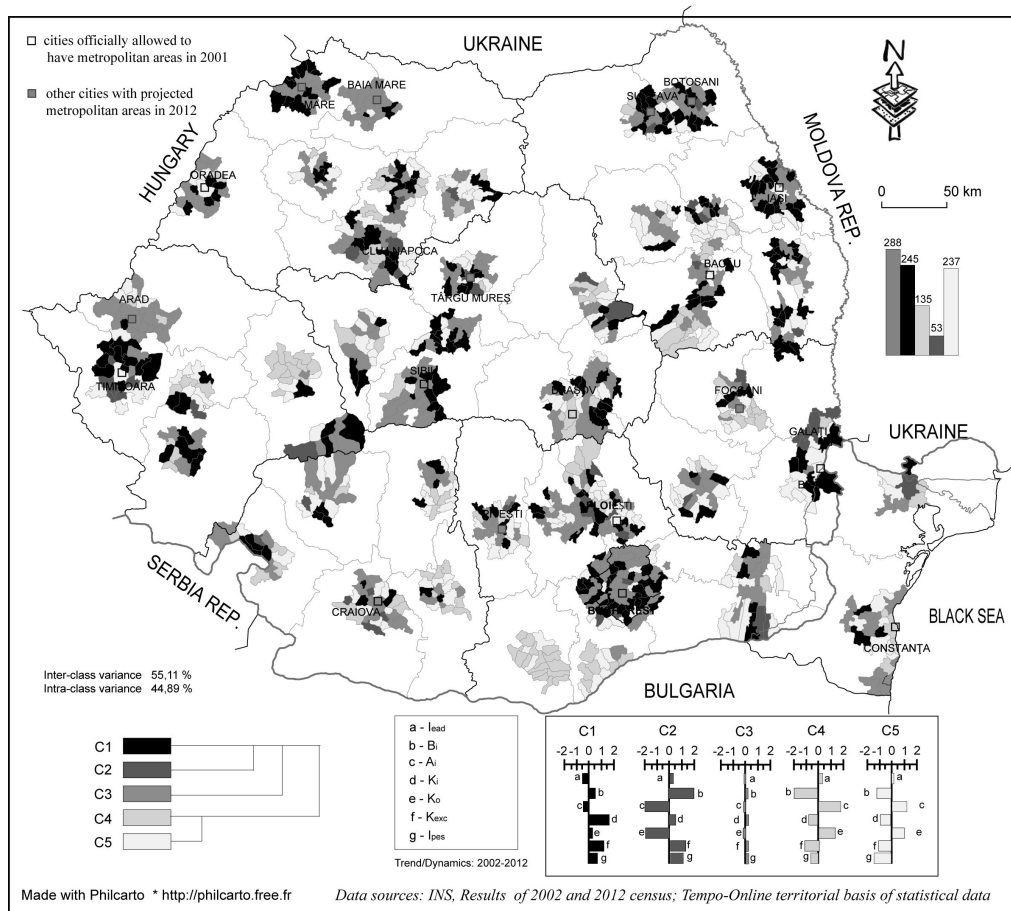 cities officially allowed to
have metropolitan areas in 2001
other cities with projected
metropolitan areas in 2012
UKRAINE
N
HUNGARY
MOLDOVA REP.
0 50 km
288
245
135
53
237
BAIA MARE
MARE
BOTOSANI
SUCEAVA
ORADEA
IASI
CLUJ-NAPOCA
BACĂU
TÂRGU MUREȘ
ARAD
TIMIȘOARA
SIBIU
BRAȘOV
FOCȘANI
GALAȚI
UKRAINE
PLOIEȘTI
PITEȘTI
SERBIA REP.
CRAIOVA
BUCHAREST
BLACK SEA
CONSTANȚA
BULGARIA
Inter-class variance 55,11 %
Intra-class variance 44,89 %
C1
C2
C3
C4
C5
a - Iead
b - Bi
c - Ai
d - Ki
e - Ko
f - Kexc
g - Ipes
Trend/Dynamics: 2002-2012
C1 C2 C3 C4 C5
-2 -1 0 1 2 -2 -1 0 1 2 -2 -1 0 1 2 -2 -1 0 1 2 -2 -1 0 1 2
a a a a a
b b b b b
c c c c c
d d d d d
e e e e e
f f f f f
g g g g g
Made with Philcarto * http://philcarto.free.fr
Data sources: INS, Results of 2002 and 2012 census; Tempo-Online territorial basis of statistical data